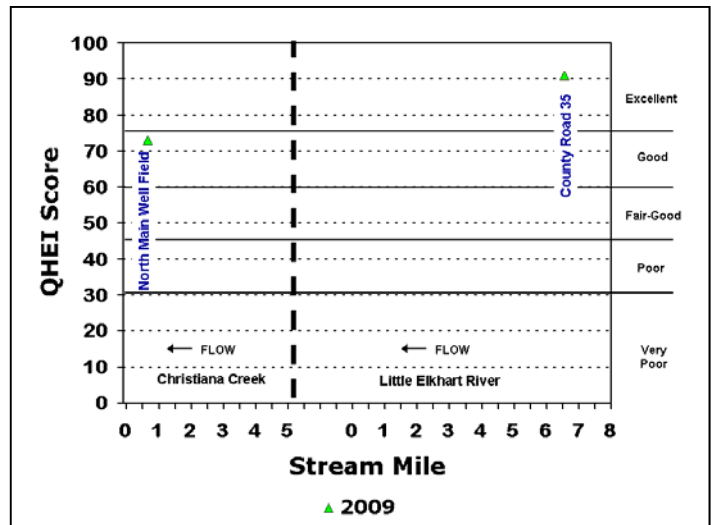 QHEI Score
100
90
80
70
60
50
40
30
20
10
0
North Main Well Field
County Road 35
Excellent
Good
Fair-Good
Poor
Very
Poor
← FLOW
← FLOW
Christiana Creek
Little Elkhart River
0 1 2 3 4 5 0 1 2 3 4 5 6 7 8
Stream Mile
2009